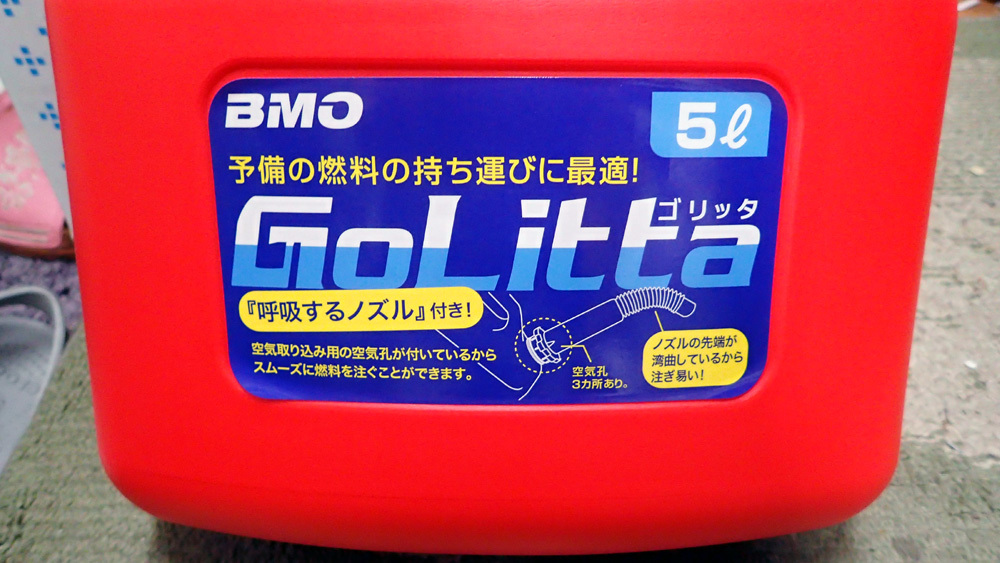 BMO
5ℓ
予備の燃料の持ち運びに最適!
ゴリッタ
GoLitta
『呼吸するノズル』付き!
空気取り込み用の空気孔が付いているから
スムーズに燃料を注ぐことができます。
空気孔
3カ所あり。
ノズルの先端が
湾曲しているから
注ぎ易い!